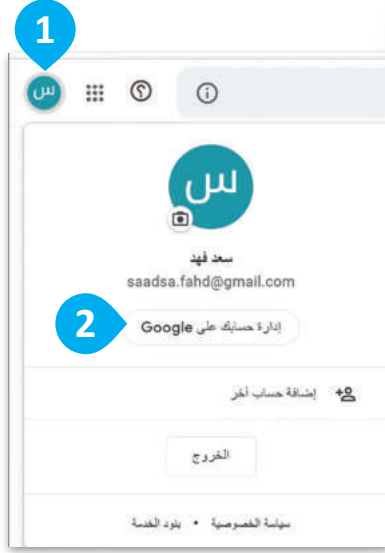 1
س
س
سعد فهد
saadsa.fahd@gmail.com
2
إدارة حسابك على Google
إضافة حساب آخر
الخروج
سياسة الخصوصية • بنود الخدمة